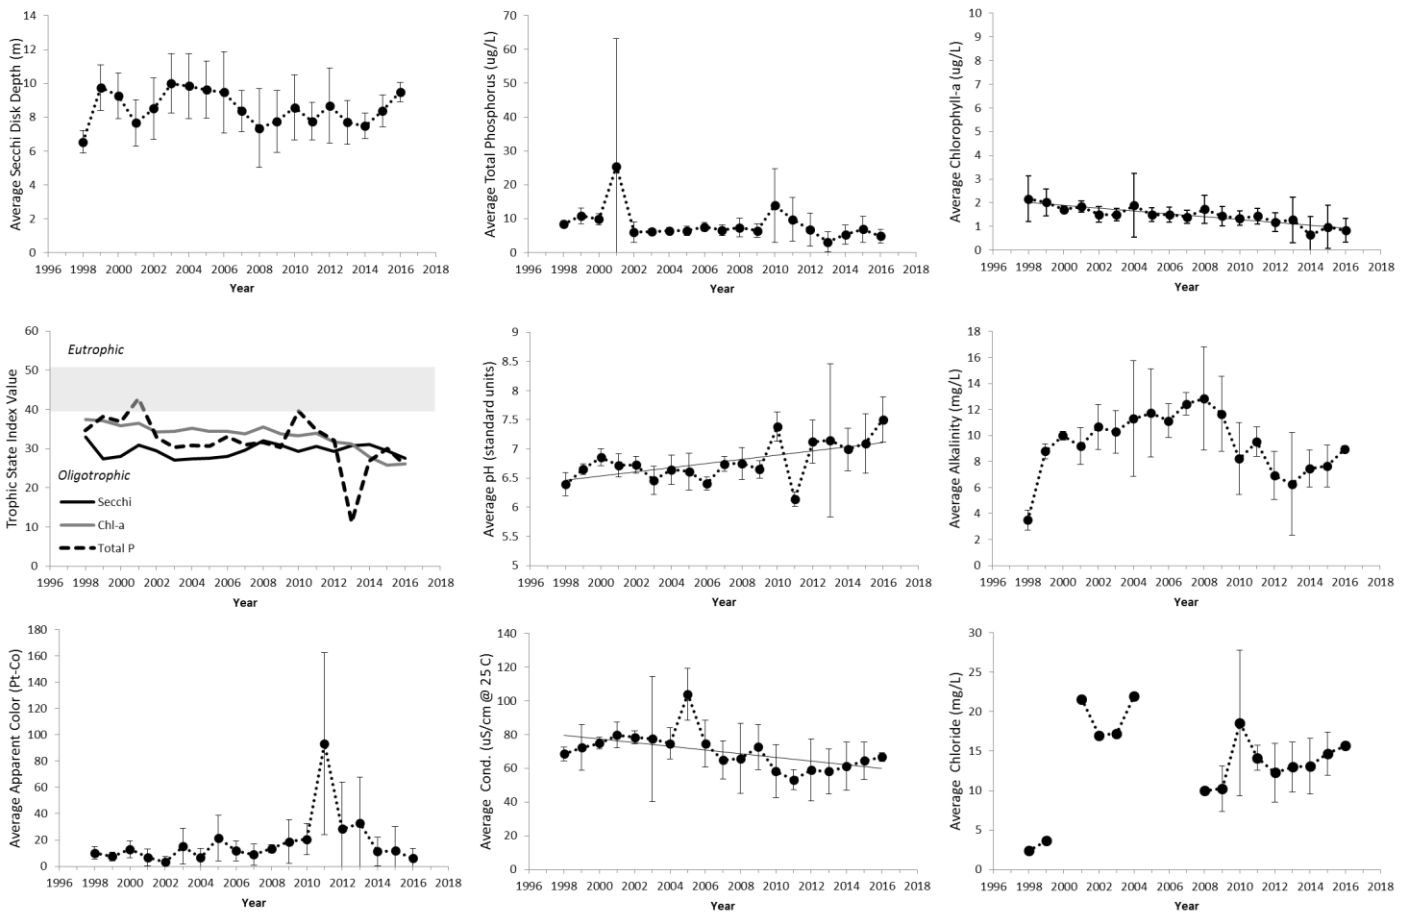 Average Secchi Disk Depth (m)
14
12
10
8
6
4
2
0
1996 1998 2000 2002 2004 2006 2008 2010 2012 2014 2016 2018
Year
Average Total Phosphorus (ug/L)
70
60
50
40
30
20
10
0
1996 1998 2000 2002 2004 2006 2008 2010 2012 2014 2016 2018
Year
Average Chlorophyll-a (ug/L)
10
9
8
7
6
5
4
3
2
1
0
1996 1998 2000 2002 2004 2006 2008 2010 2012 2014 2016 2018
Year
Trophic State Index Value
60
50
40
30
20
10
0
Eutrophic
Oligotrophic
Secchi
Chl-a
Total P
1996 1998 2000 2002 2004 2006 2008 2010 2012 2014 2016 2018
Year
Average pH (standard units)
9
8.5
8
7.5
7
6.5
6
5.5
5
1996 1998 2000 2002 2004 2006 2008 2010 2012 2014 2016 2018
Year
Average Alkalinity (mg/L)
18
16
14
12
10
8
6
4
2
0
1996 1998 2000 2002 2004 2006 2008 2010 2012 2014 2016 2018
Year
Average Apparent Color (Pt-Co)
180
160
140
120
100
80
60
40
20
0
1996 1998 2000 2002 2004 2006 2008 2010 2012 2014 2016 2018
Year
Average Cond. (uS/cm @ 25 C)
140
120
100
80
60
40
20
0
1996 1998 2000 2002 2004 2006 2008 2010 2012 2014 2016 2018
Year
Average Chloride (mg/L)
30
25
20
15
10
5
0
1996 1998 2000 2002 2004 2006 2008 2010 2012 2014 2016 2018
Year